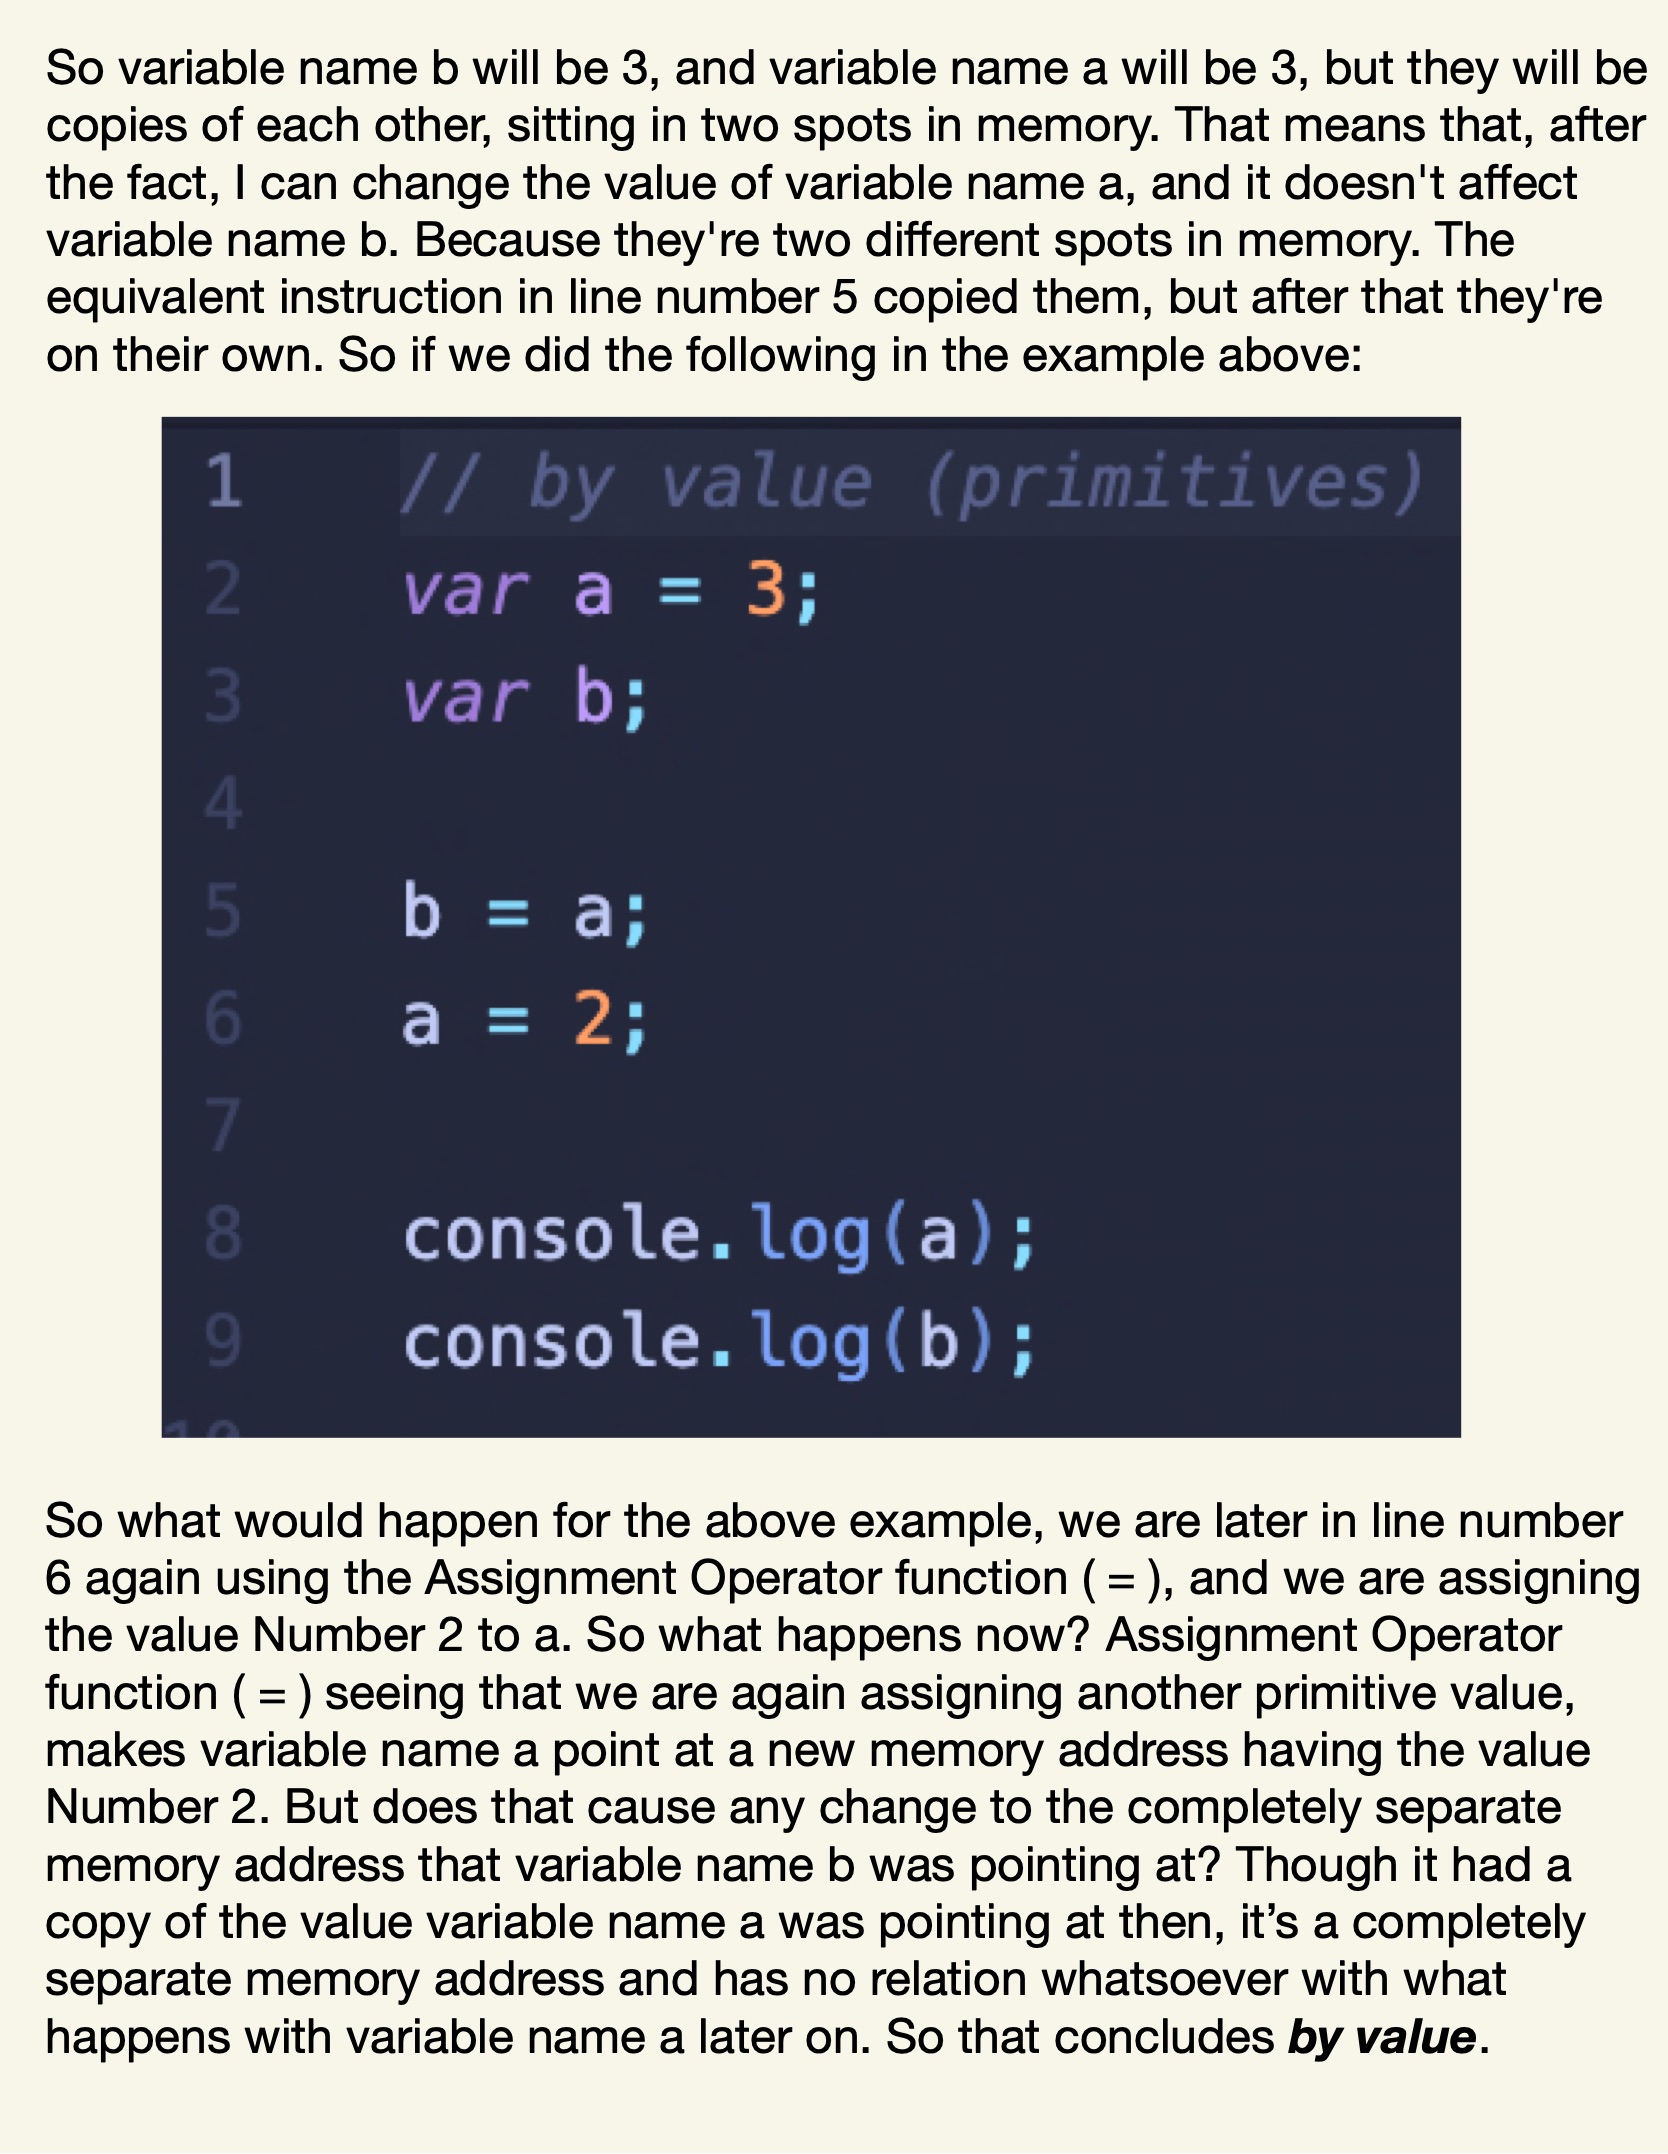 So variable name b will be 3, and variable name a will be 3, but they will be
copies of each other, sitting in two spots in memory. That means that, after
the fact, I can change the value of variable name a, and it doesn't affect
variable name b. Because they're two different spots in memory. The
equivalent instruction in line number 5 copied them, but after that they're
on their own. So if we did the following in the example above:
1 // by value (primitives)
2 var a = 3;
3 var b;
4
5 b = a;
6 a = 2;
7
8 console.log(a);
9 console.log(b);
10
So what would happen for the above example, we are later in line number
6 again using the Assignment Operator function ( = ), and we are assigning
the value Number 2 to a. So what happens now? Assignment Operator
function ( = ) seeing that we are again assigning another primitive value,
makes variable name a point at a new memory address having the value
Number 2. But does that cause any change to the completely separate
memory address that variable name b was pointing at? Though it had a
copy of the value variable name a was pointing at then, it’s a completely
separate memory address and has no relation whatsoever with what
happens with variable name a later on. So that concludes by value.